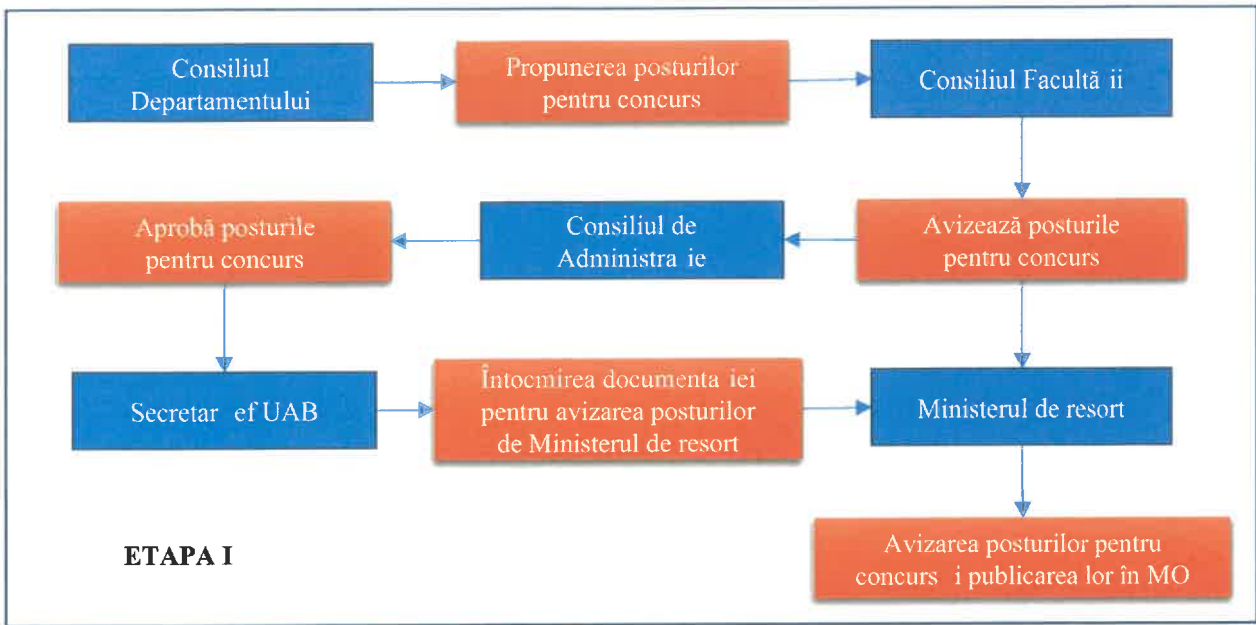 Consiliul
Departamentului
Propunerea posturilor
pentru concurs
Consiliul Facultă ii
Avizează posturile
pentru concurs
Consiliul de
Administra ie
Aprobă posturile
pentru concurs
Secretar ef UAB
Întocmirea documenta iei
pentru avizarea posturilor
de Ministerul de resort
Ministerul de resort
Avizarea posturilor pentru
concurs i publicarea lor în MO
ETAPA I